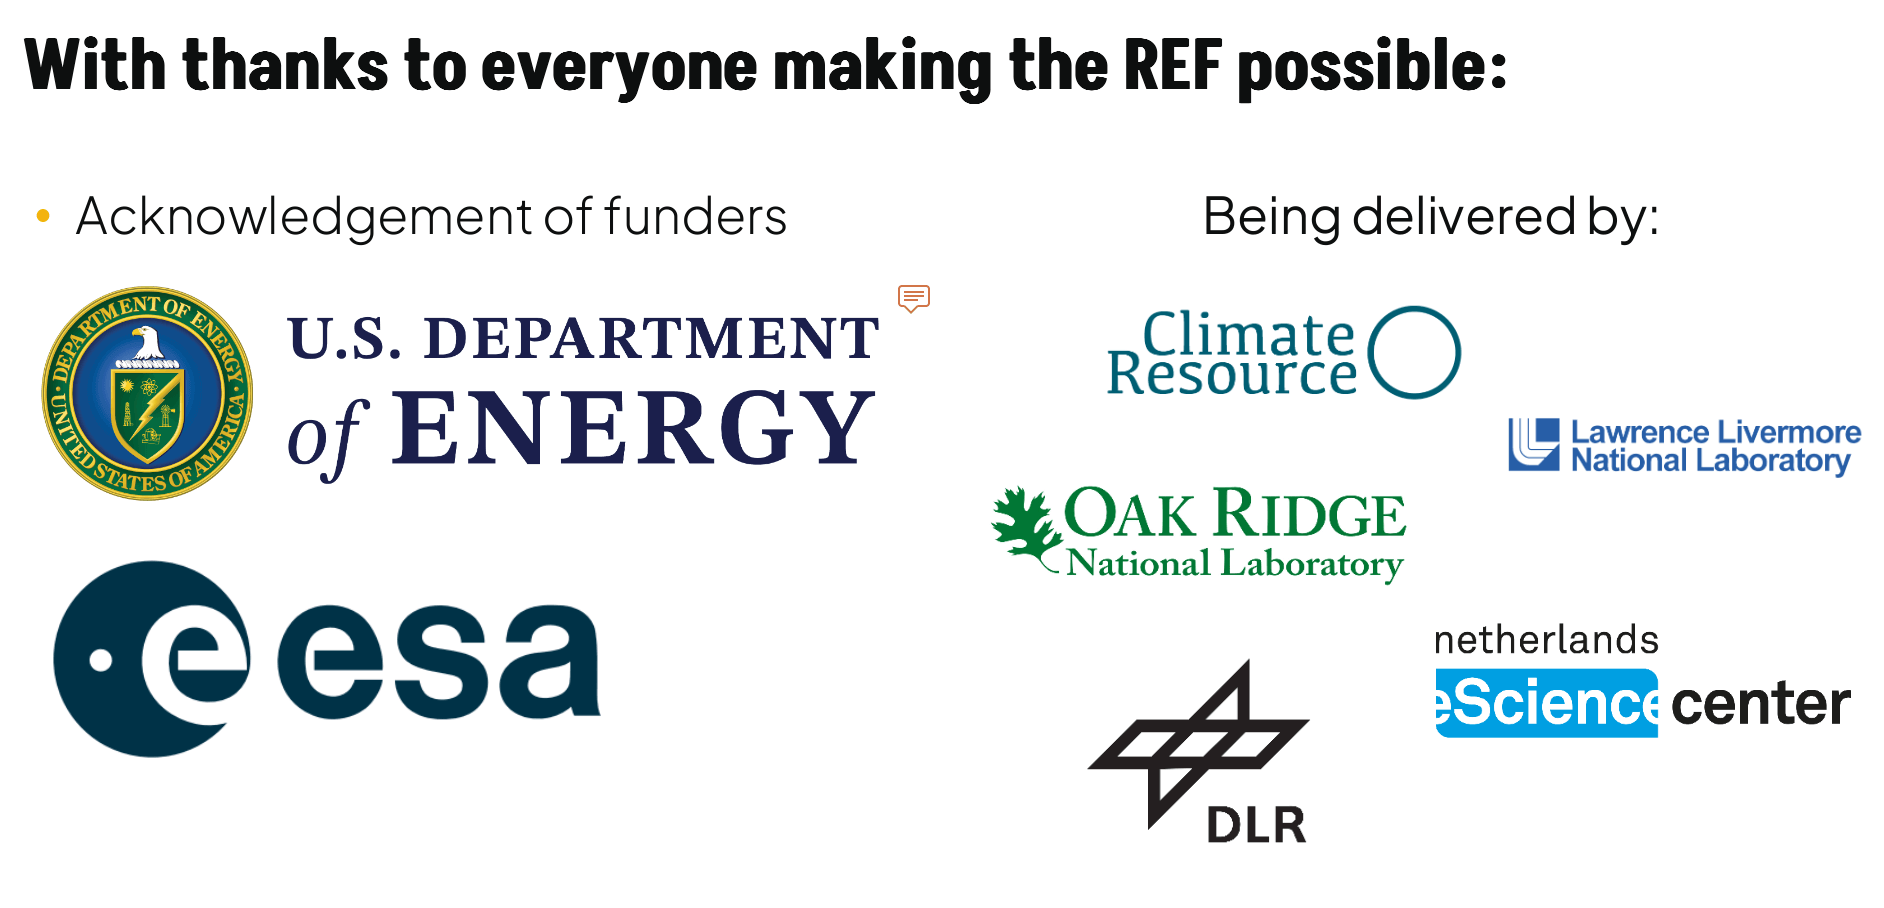 With thanks to everyone making the REF possible:
Acknowledgement of funders
DEPARTMENT OF ENERGY
UNITED STATES OF AMERICA
U.S. DEPARTMENT
of ENERGY
esa
Being delivered by:
Climate
Resource
Lawrence Livermore
National Laboratory
OAK RIDGE
National Laboratory
netherlands
eScience center
DLR